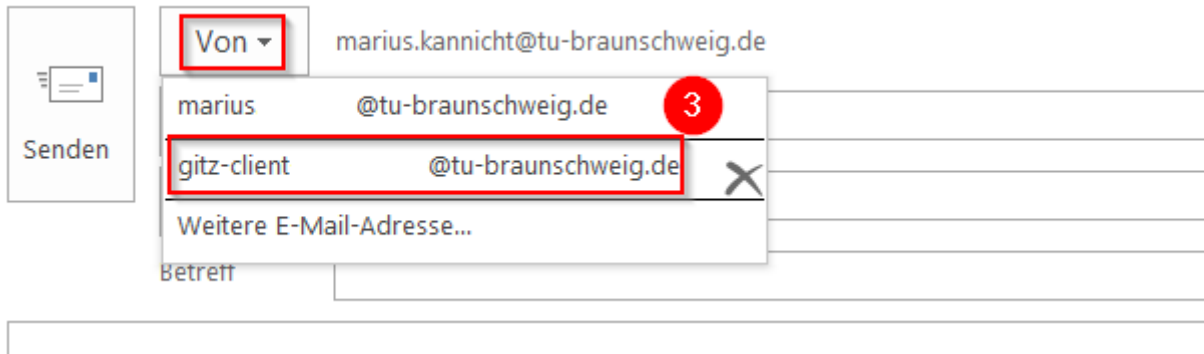 Von marius.kannicht@tu-braunschweig.de
marius @tu-braunschweig.de 3
Senden
gitz-client @tu-braunschweig.de
Weitere E-Mail-Adresse...
Betreff